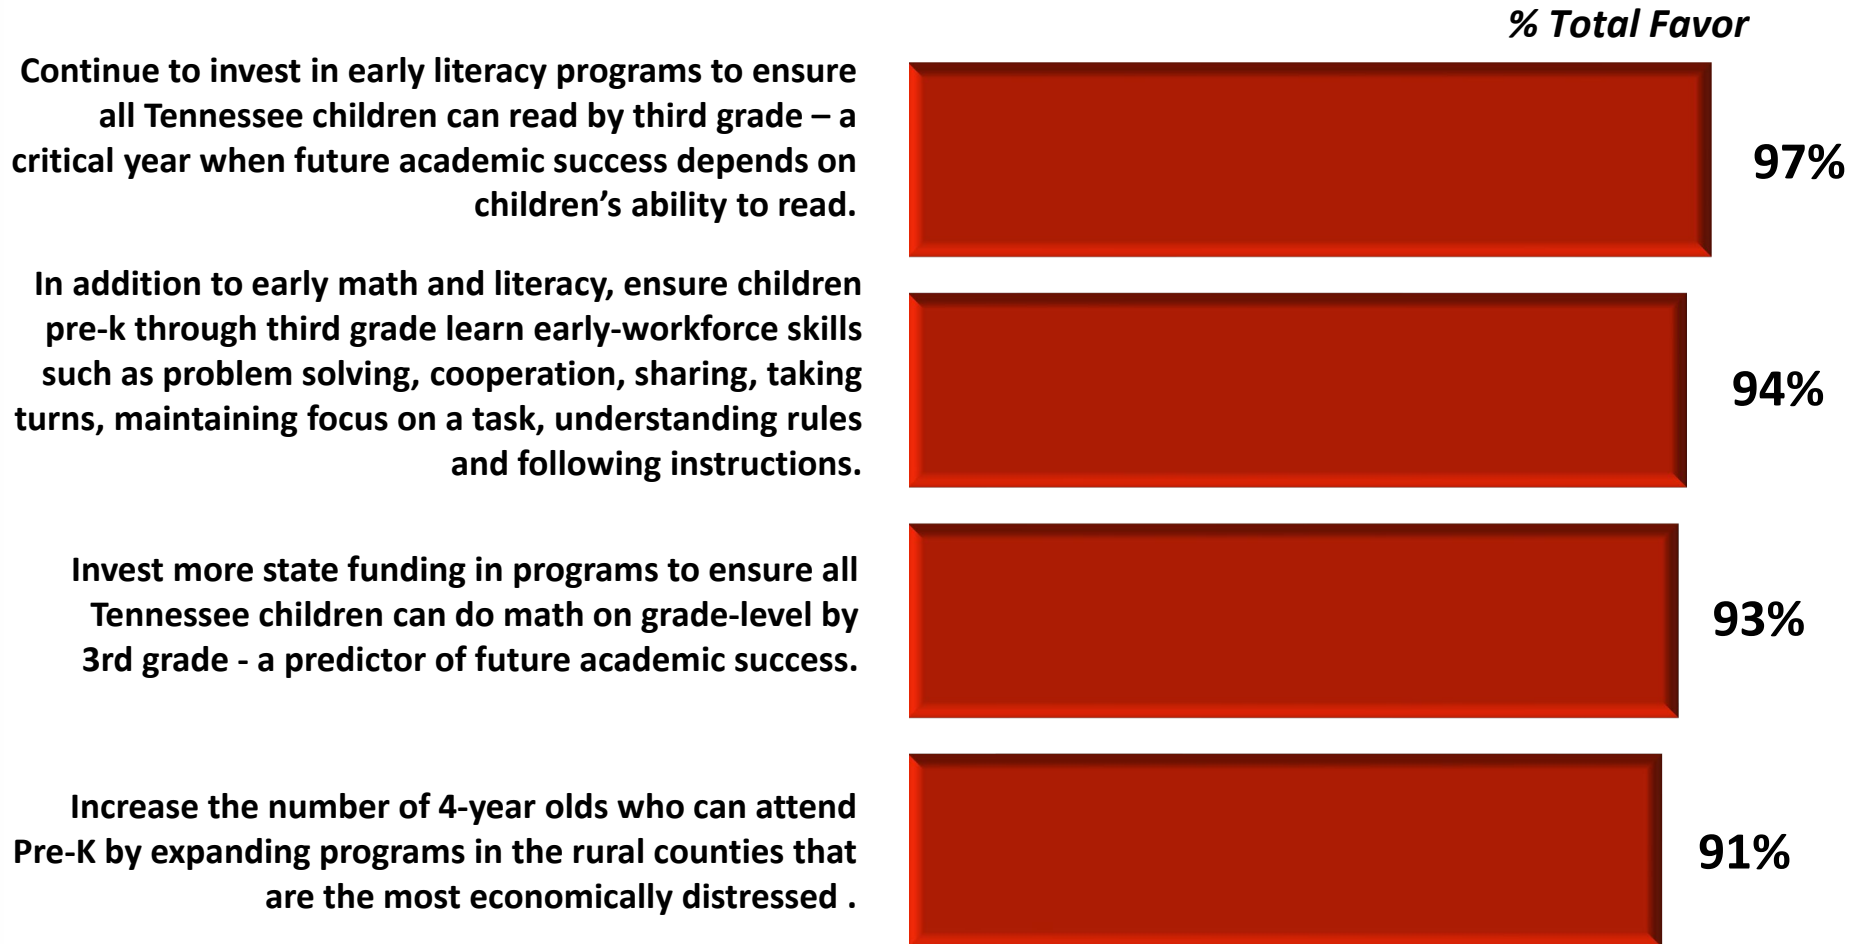 % Total Favor
Continue to invest in early literacy programs to ensure
all Tennessee children can read by third grade – a
critical year when future academic success depends on
children’s ability to read.
97%
In addition to early math and literacy, ensure children
pre-k through third grade learn early-workforce skills
such as problem solving, cooperation, sharing, taking
turns, maintaining focus on a task, understanding rules
and following instructions.
94%
Invest more state funding in programs to ensure all
Tennessee children can do math on grade-level by
3rd grade - a predictor of future academic success.
93%
Increase the number of 4-year olds who can attend
Pre-K by expanding programs in the rural counties that
are the most economically distressed .
91%